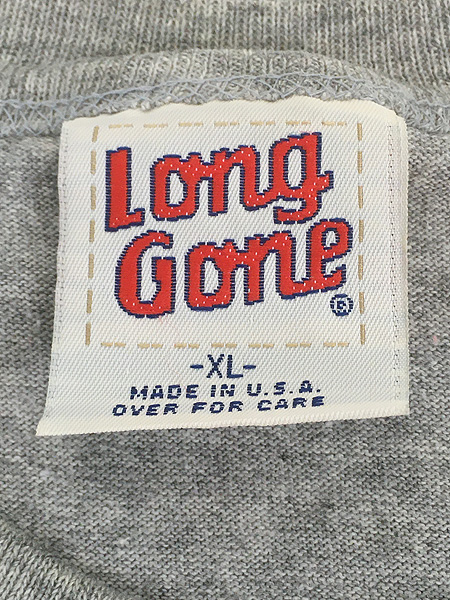 Long
Gone
®
-XL-
MADE IN U.S.A.
OVER FOR CARE